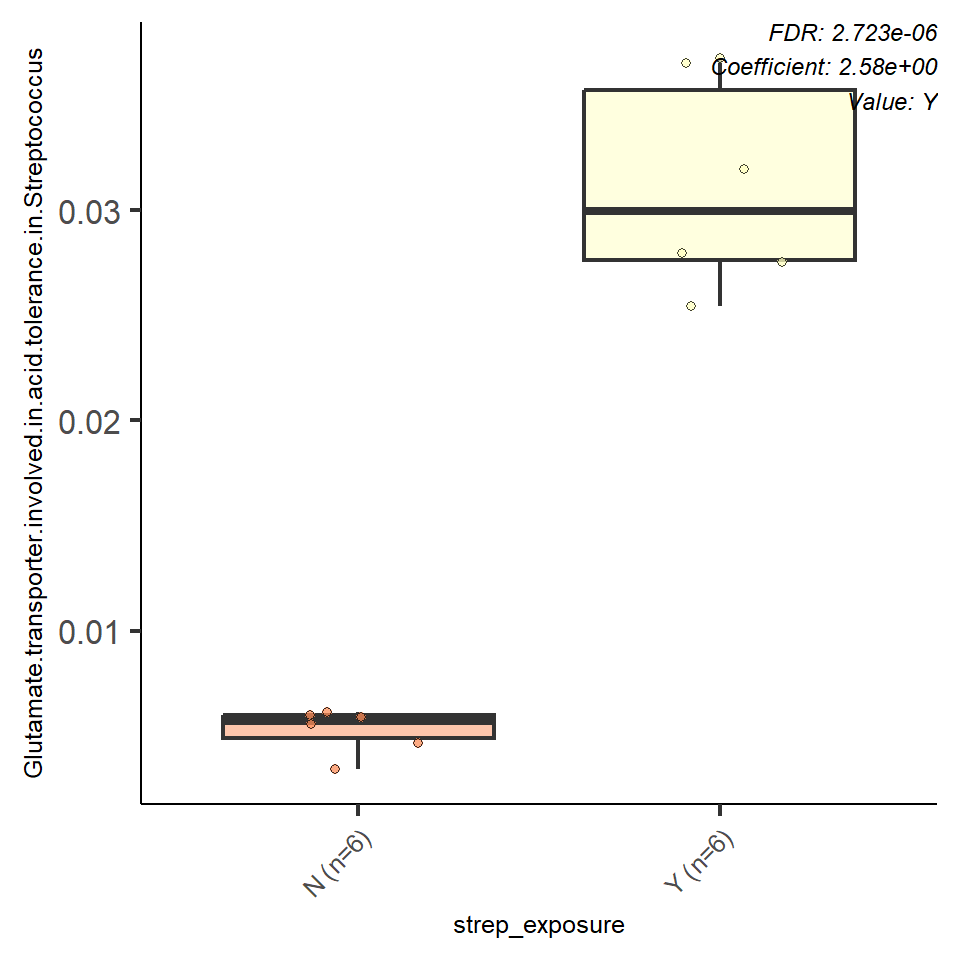 FDR: 2.723e-06
Coefficient: 2.58e+00
Value: Y
Glutamate.transporter.involved.in.acid.tolerance.in.Streptococcus
0.03
0.02
0.01
N (n=6)
Y (n=6)
strep_exposure